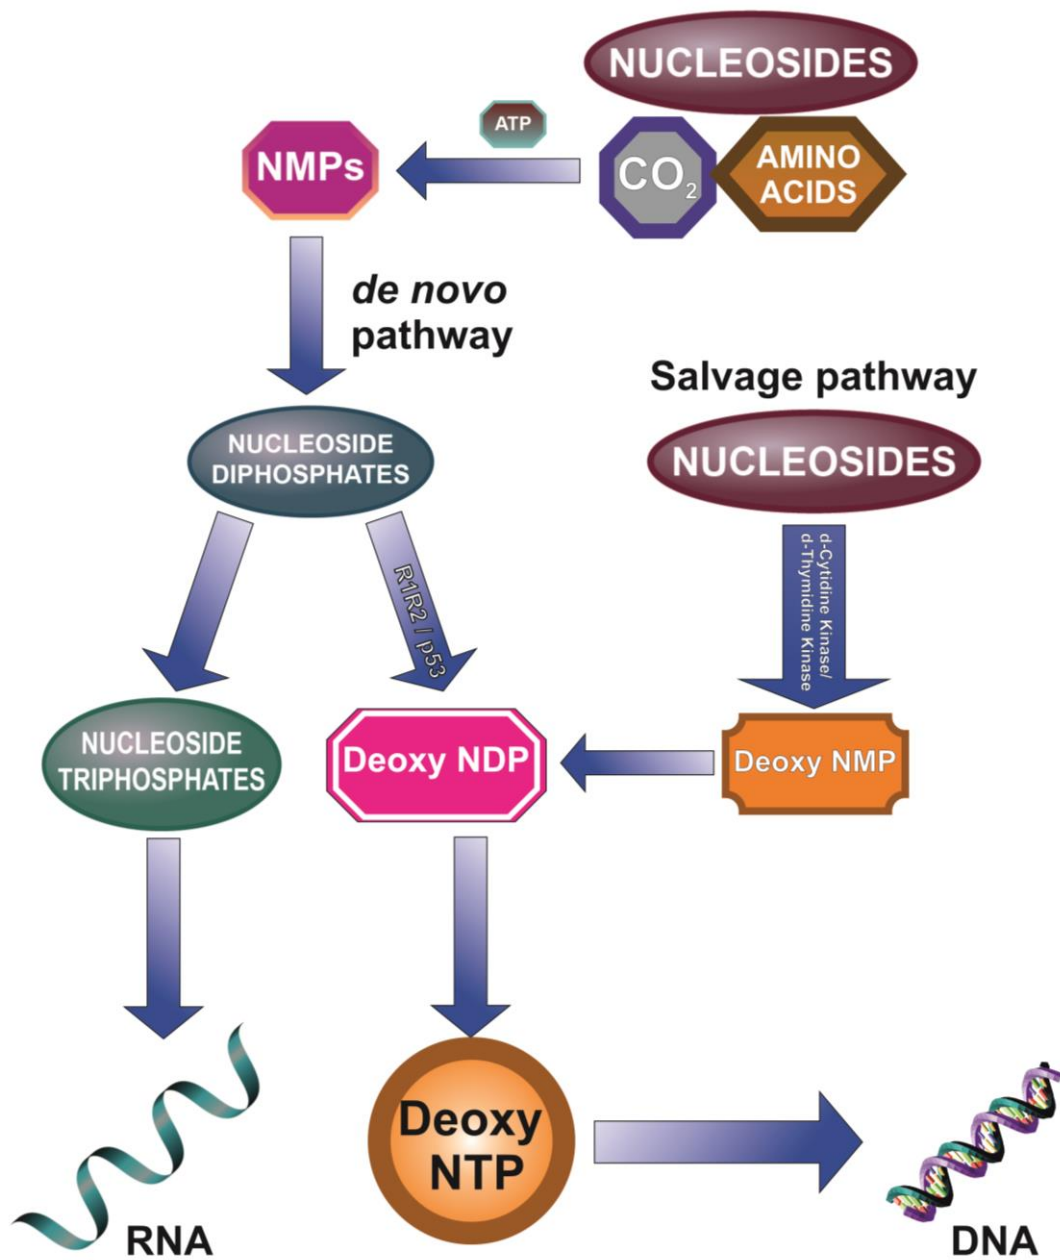 NUCLEOSIDES
ATP
NMPs
CO2
AMINO
ACIDS
de novo
pathway
Salvage pathway
NUCLEOSIDE
DIPHOSPHATES
NUCLEOSIDES
R1R2 / p53
d-Cytidine Kinase/
d-Thymidine Kinase
NUCLEOSIDE
TRIPHOSPHATES
Deoxy NDP
Deoxy NMP
Deoxy
NTP
RNA
DNA